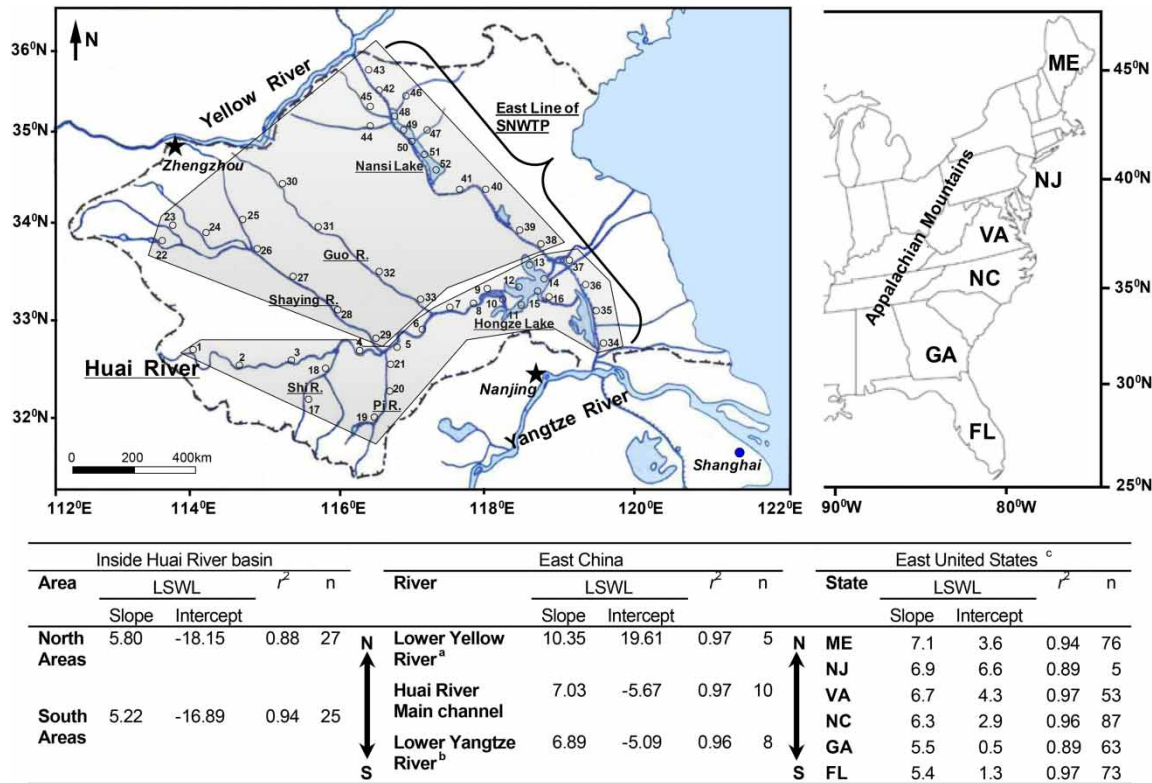 36⁰N
35⁰N
34⁰N
33⁰N
32⁰N
N
Yellow River
Zhengzhou
43
42
46
45
48
44
49
47
50
51
52
Nansi Lake
East Line of
SNWTP
41
40
39
38
30
31
Guo R.
32
33
23
24
25
22
26
27
Shaying R.
28
29
13
37
12
14
36
9
10
16
11
15
35
7
8
Hongze Lake
6
34
4
5
1
2
3
18
21
Huai River
Shi R.
17
20
Pi R.
19
Nanjing
Yangtze River
Shanghai
0 200 400km
112⁰E 114⁰E 116⁰E 118⁰E 120⁰E 122⁰E
ME
NJ
VA
NC
GA
FL
Appalachian Mountains
45⁰N
40⁰N
35⁰N
30⁰N
25⁰N
90⁰W 80⁰W
Inside Huai River basin East China East United States c
Area LSWL r² n River LSWL r² n State LSWL r² n
Slope Intercept Slope Intercept Slope Intercept
North Areas 5.80 -18.15 0.88 27
South Areas 5.22 -16.89 0.94 25
N
S
Lower Yellow River a 10.35 19.61 0.97 5
Huai River Main channel 7.03 -5.67 0.97 10
Lower Yangtze River b 6.89 -5.09 0.96 8
N
S
ME 7.1 3.6 0.94 76
NJ 6.9 6.6 0.89 5
VA 6.7 4.3 0.97 53
NC 6.3 2.9 0.96 87
GA 5.5 0.5 0.89 63
FL 5.4 1.3 0.97 73